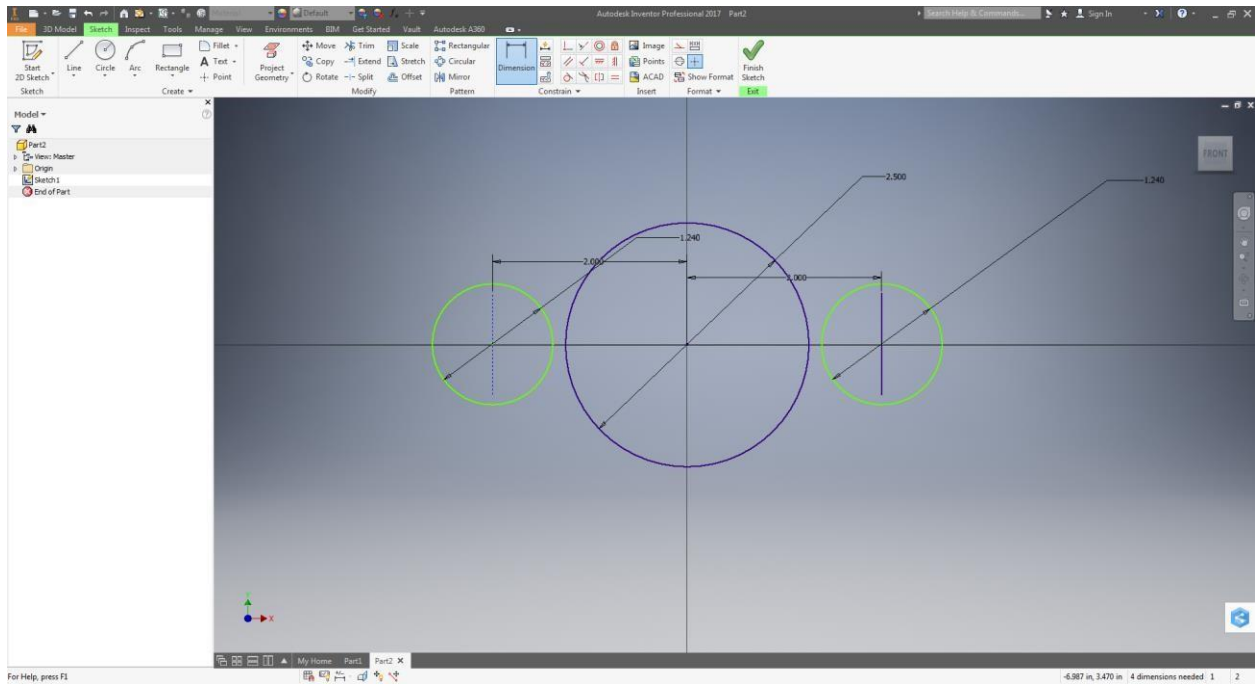 Material Default Autodesk Inventor Professional 2017 Part2 Search Help & Commands... Sign In
File 3D Model Sketch Inspect Tools Manage View Environments BIM Get Started Vault Autodesk A360
Start 2D Sketch Line Circle Arc Rectangle Fillet Text Point Project Geometry
Move Trim Scale
Copy Extend Stretch
Rotate Split Offset
Rectangular
Circular
Mirror
Dimension
Image
Points
ACAD
Show Format
Finish Sketch
Sketch Create Modify Pattern Constrain Insert Format Exit
Model
Part2
View: Master
Origin
Sketch1
End of Part
FRONT
2.500
1.240
1.240
2.000
2.000
Y
X
My Home Part1 Part2
For Help, press F1
-6.987 in, 3.470 in 4 dimensions needed 1 2